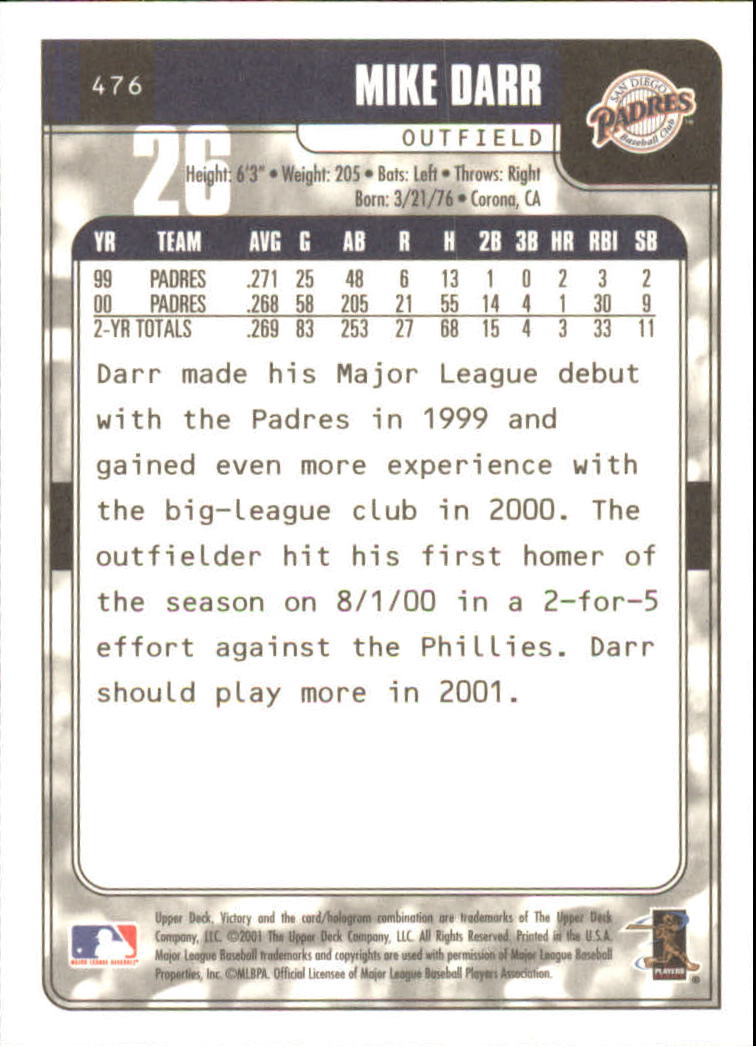 476
MIKE DARR
SAN DIEGO
PADRES
Baseball Club
OUTFIELD
26
Height: 6'3" • Weight: 205 • Bats: Left • Throws: Right
Born: 3/21/76 • Corona, CA
YR TEAM AVG G AB R H 2B 3B HR RBI SB
99 PADRES .271 25 48 6 13 1 0 2 3 2
00 PADRES .268 58 205 21 55 14 4 1 30 9
2-YR TOTALS .269 83 253 27 68 15 4 3 33 11
Darr made his Major League debut
with the Padres in 1999 and
gained even more experience with
the big-league club in 2000. The
outfielder hit his first homer of
the season on 8/1/00 in a 2-for-5
effort against the Phillies. Darr
should play more in 2001.
Upper Deck, Victory and the card/hologram combination are trademarks of The Upper Deck
Company, LLC. ©2001 The Upper Deck Company, LLC. All Rights Reserved. Printed in the U.S.A.
Major League Baseball trademarks and copyrights are used with permission of Major League Baseball
Properties, Inc. ©MLBPA. Official Licensee of Major League Baseball Players Association.
MAJOR LEAGUE BASEBALL
PLAYERS